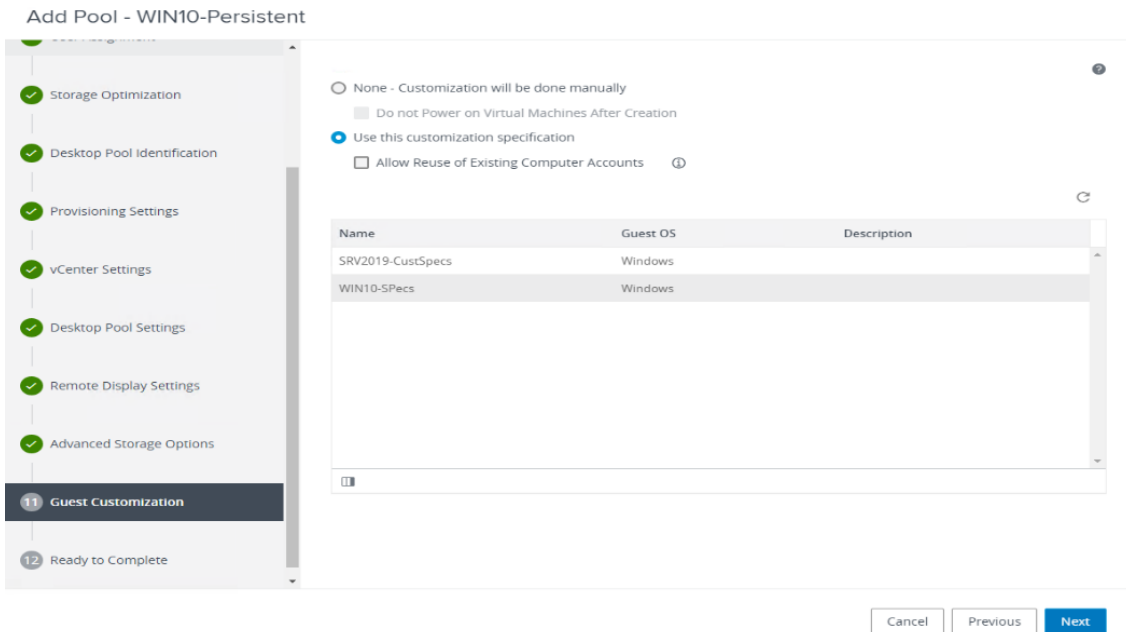 Add Pool - WIN10-Persistent
Storage Optimization
Desktop Pool Identification
Provisioning Settings
vCenter Settings
Desktop Pool Settings
Remote Display Settings
Advanced Storage Options
11 Guest Customization
12 Ready to Complete
None - Customization will be done manually
Do not Power on Virtual Machines After Creation
Use this customization specification
Allow Reuse of Existing Computer Accounts
Name Guest OS Description
SRV2019-CustSpecs Windows
WIN10-SPecs Windows
Cancel Previous Next